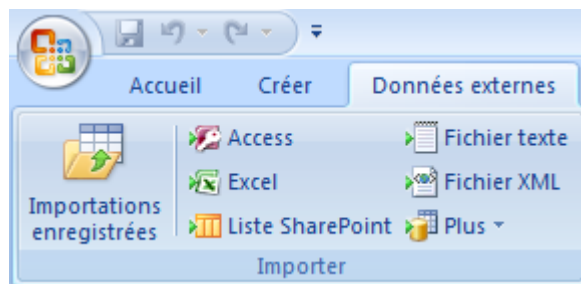 Accueil Créer Données externes
Importations
enregistrées
Access
Excel
Liste SharePoint
Fichier texte
Fichier XML
Plus
Importer